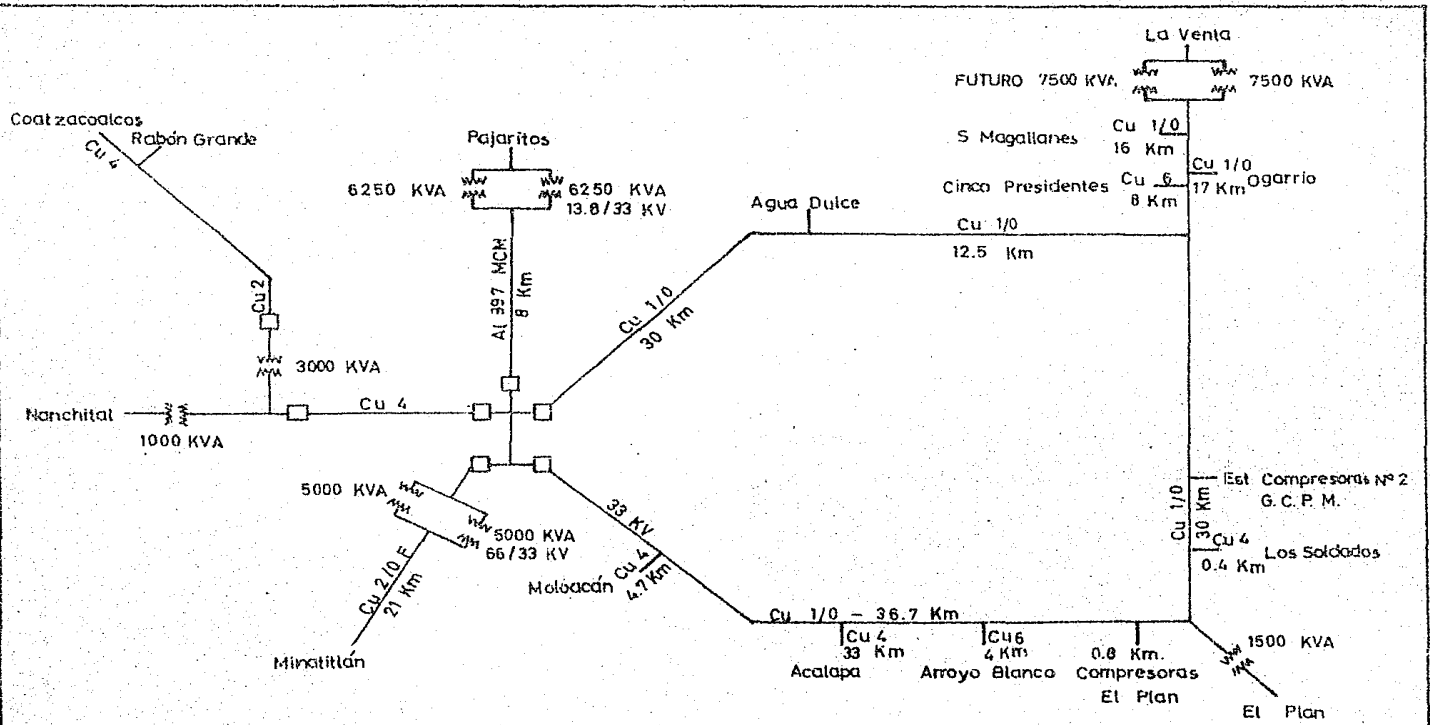 La Venta
FUTURO 7500 KVA
7500 KVA
Coatzacoalcos
Rabón Grande
Cu 4
Pajaritos
S Magallanes
Cu 1/0
16 Km
6250 KVA
6250 KVA
13.8/33 KV
Cinco Presidentes
Cu 6
8 Km
Cu 1/0
17 Km
Ogarrio
Agua Dulce
Cu 1/0
12.5 Km
Al 397 MCM
8 Km
Cu 2
Cu 1/0
30 Km
3000 KVA
Nanchital
Cu 4
1000 KVA
5000 KVA
5000 KVA
66/33 KV
33 KV
Est Compresoras Nº 2
G. C. P. M.
Cu 1/0
30 Km
Cu 4
0.4 Km
Los Soldados
Moloacán
Cu 4
4.7 Km
Cu 2/0 F
21 Km
Minatitlán
Cu 1/0 - 36.7 Km
Cu 4
33 Km
Acalapa
Cu 6
4 Km
Arroyo Blanco
0.8 Km.
Compresoras
El Plan
1500 KVA
El Plan